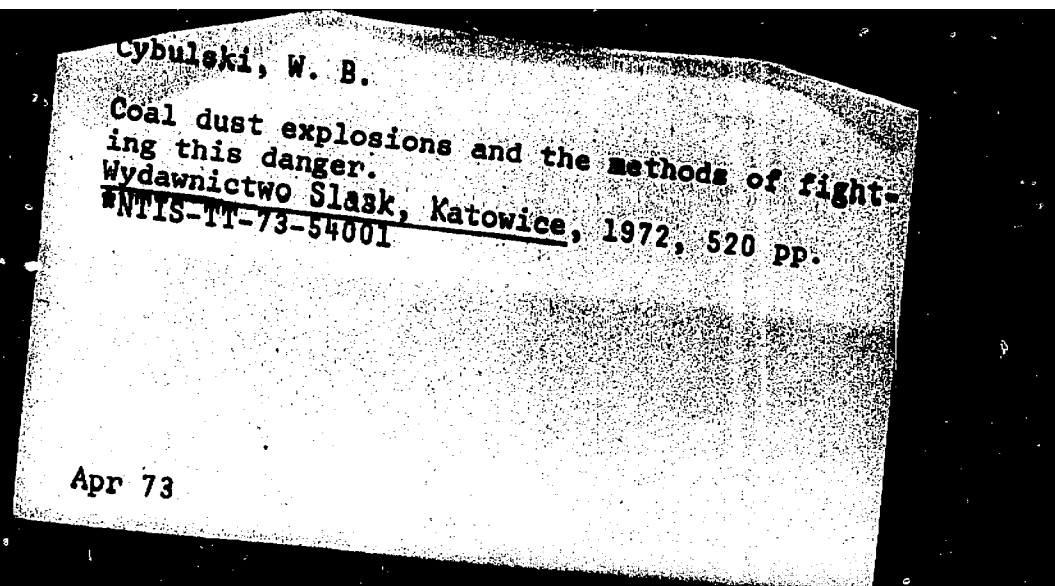 Cybulski, W. B.
Coal dust explosions and the methods of fight-
ing this danger.
Wydawnictwo Slask, Katowice, 1972, 520 pp.
*NTIS-TT-73-54001
Apr 73